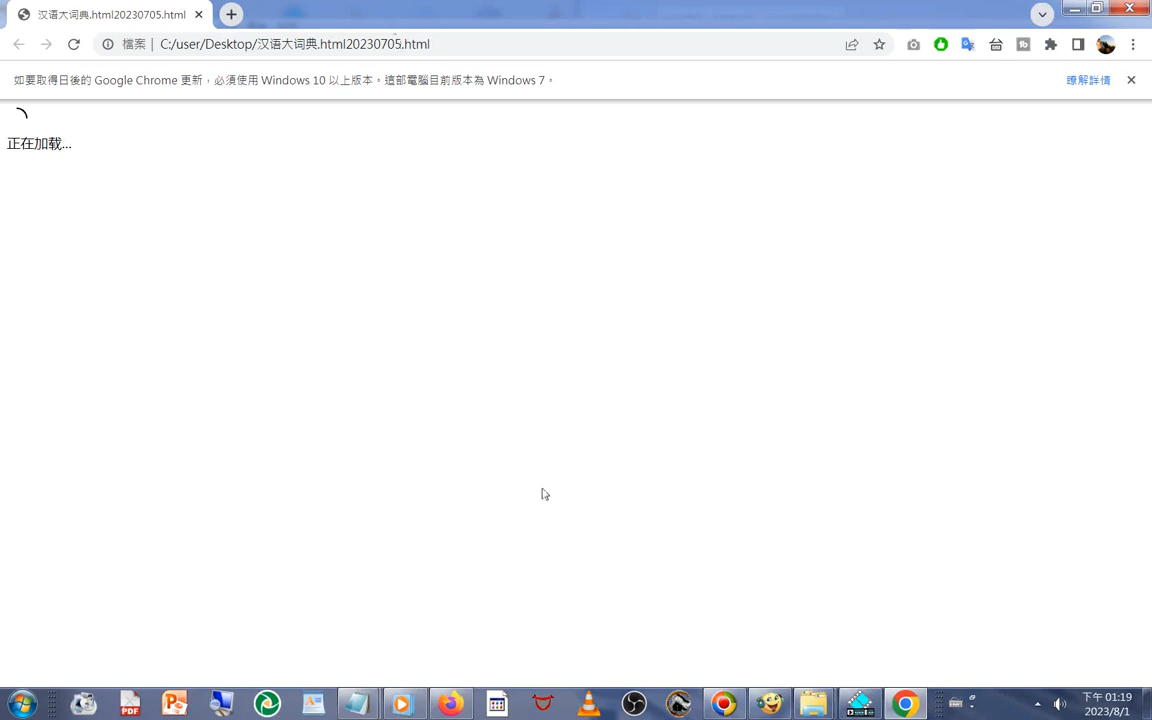 汉语大词典.html20230705.html
檔案 C:/user/Desktop/汉语大词典.html20230705.html
如要取得日後的 Google Chrome 更新，必須使用 Windows 10 以上版本。這部電腦目前版本為 Windows 7。 瞭解詳情
正在加载...
PDF
下午 01:19
2023/8/1